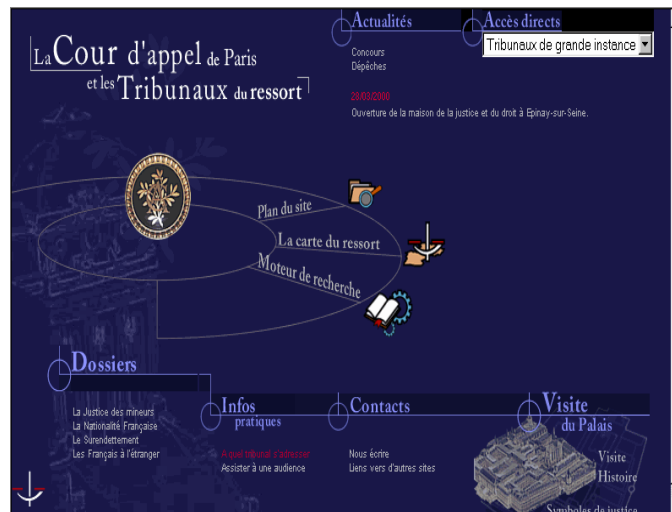 La Cour d'appel de Paris
et les Tribunaux du ressort
Actualités
Concours
Dépêches
28/03/2000
Ouverture de la maison de la justice et du droit à Epinay-sur-Seine.
Accès directs
Tribunaux de grande instance
Plan du site
La carte du ressort
Moteur de recherche
Dossiers
La Justice des mineurs
La Nationalité Française
Le Surendettement
Les Français à l'étranger
Infos
pratiques
A quel tribunal s'adresser
Assister à une audience
Contacts
Nous écrire
Liens vers d'autres sites
Visite
du Palais
Visite
Histoire
Symboles de justice